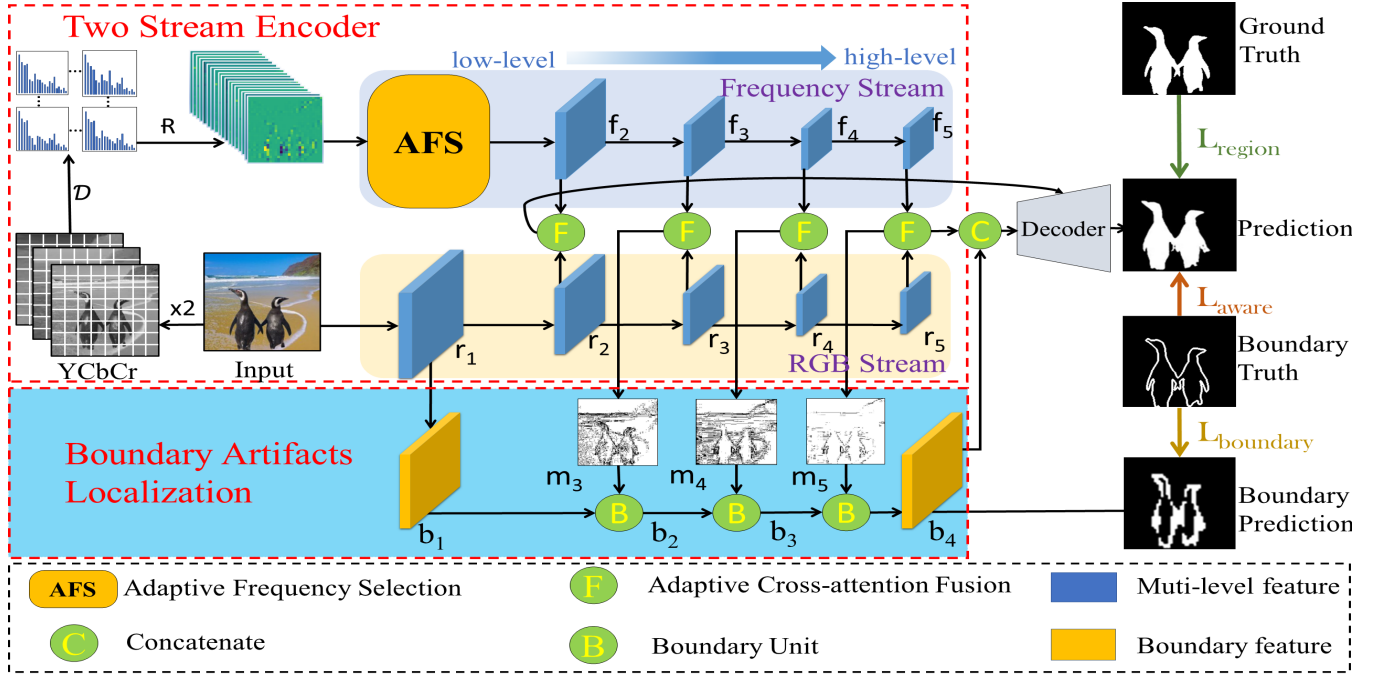 Two Stream Encoder
low-level
high-level
Frequency Stream
R
AFS
f2
f3
f4
f5
D
F
F
F
F
C
Decoder
x2
YCbCr
Input
r1
r2
r3
r4
r5
RGB Stream
Ground
Truth
Lregion
Prediction
Laware
Boundary
Truth
Lboundary
Boundary
Prediction
Boundary Artifacts
Localization
m3
m4
m5
B
B
B
b1
b2
b3
b4
AFS Adaptive Frequency Selection
F Adaptive Cross-attention Fusion
Muti-level feature
C Concatenate
B Boundary Unit
Boundary feature